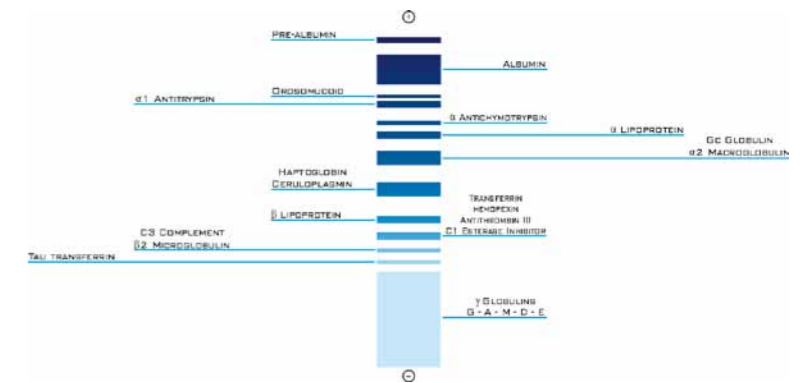 +
PRE-ALBUMIN
ALBUMIN
OROSOMUCOID
α1 ANTITRYPSIN
α ANTICHYMOTRYPSIN
α LIPOPROTEIN
GC GLOBULIN
α2 MACROGLOBULIN
HAPTOGLOBIN
CERULOPLASMIN
TRANSFERRIN
HEMOPEXIN
ANTITHROMBIN III
C1 ESTERASE INHIBITOR
β LIPOPROTEIN
C3 COMPLEMENT
β2 MICROGLOBULIN
TAU TRANSFERRIN
γ GLOBULINS
G - A - M - D - E
−